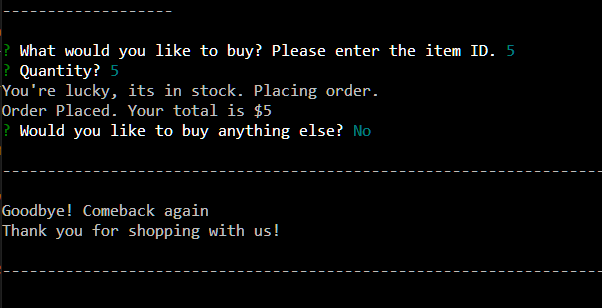 -------------------
? What would you like to buy? Please enter the item ID. 5
? Quantity? 5
You're lucky, its in stock. Placing order.
Order Placed. Your total is $5
? Would you like to buy anything else? No
-------------------------------------------------------------------
Goodbye! Comeback again
Thank you for shopping with us!
-------------------------------------------------------------------